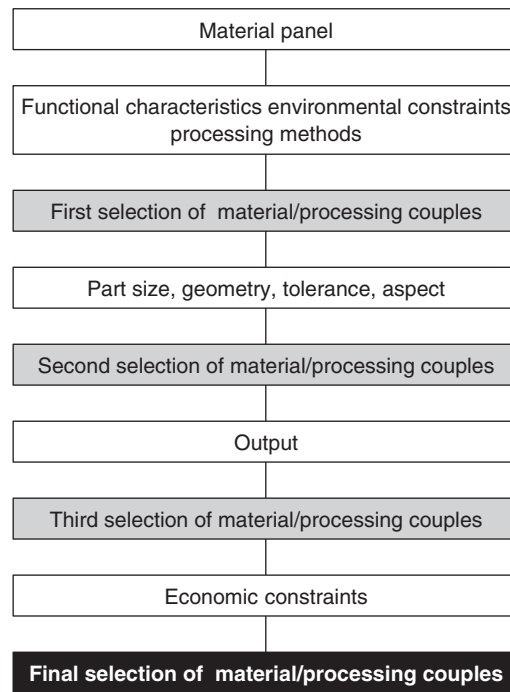 Material panel
Functional characteristics environmental constraints
processing methods
First selection of material/processing couples
Part size, geometry, tolerance, aspect
Second selection of material/processing couples
Output
Third selection of material/processing couples
Economic constraints
Final selection of material/processing couples